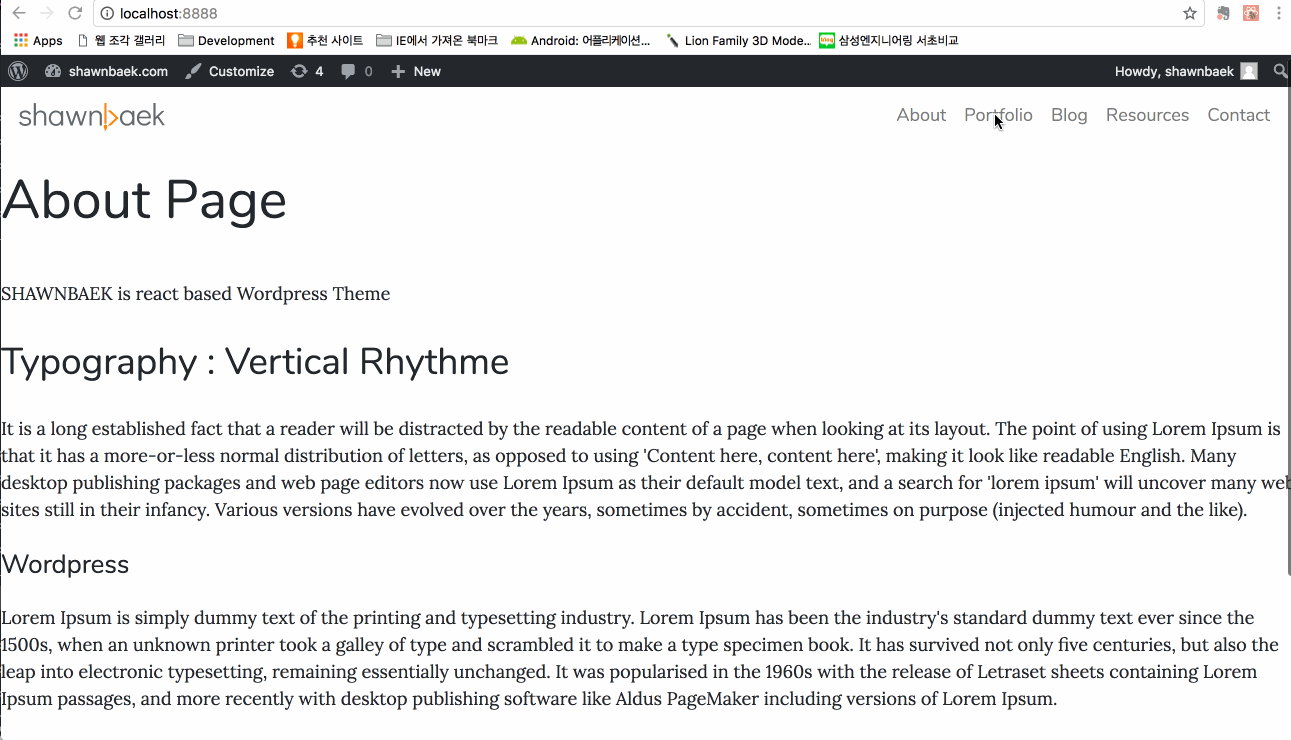 localhost:8888
Apps 웹 조각 갤러리 Development 추천 사이트 IE에서 가져온 북마크 Android: 어플리케이션... Lion Family 3D Mode... 삼성엔지니어링 서초비교
shawnbaek.com Customize 4 0 New Howdy, shawnbaek
shawnbaek About Portfolio Blog Resources Contact
About Page
SHAWNBAEK is react based Wordpress Theme
Typography : Vertical Rhythme
It is a long established fact that a reader will be distracted by the readable content of a page when looking at its layout. The point of using Lorem Ipsum is
that it has a more-or-less normal distribution of letters, as opposed to using 'Content here, content here', making it look like readable English. Many
desktop publishing packages and web page editors now use Lorem Ipsum as their default model text, and a search for 'lorem ipsum' will uncover many web
sites still in their infancy. Various versions have evolved over the years, sometimes by accident, sometimes on purpose (injected humour and the like).
Wordpress
Lorem Ipsum is simply dummy text of the printing and typesetting industry. Lorem Ipsum has been the industry's standard dummy text ever since the
1500s, when an unknown printer took a galley of type and scrambled it to make a type specimen book. It has survived not only five centuries, but also the
leap into electronic typesetting, remaining essentially unchanged. It was popularised in the 1960s with the release of Letraset sheets containing Lorem
Ipsum passages, and more recently with desktop publishing software like Aldus PageMaker including versions of Lorem Ipsum.